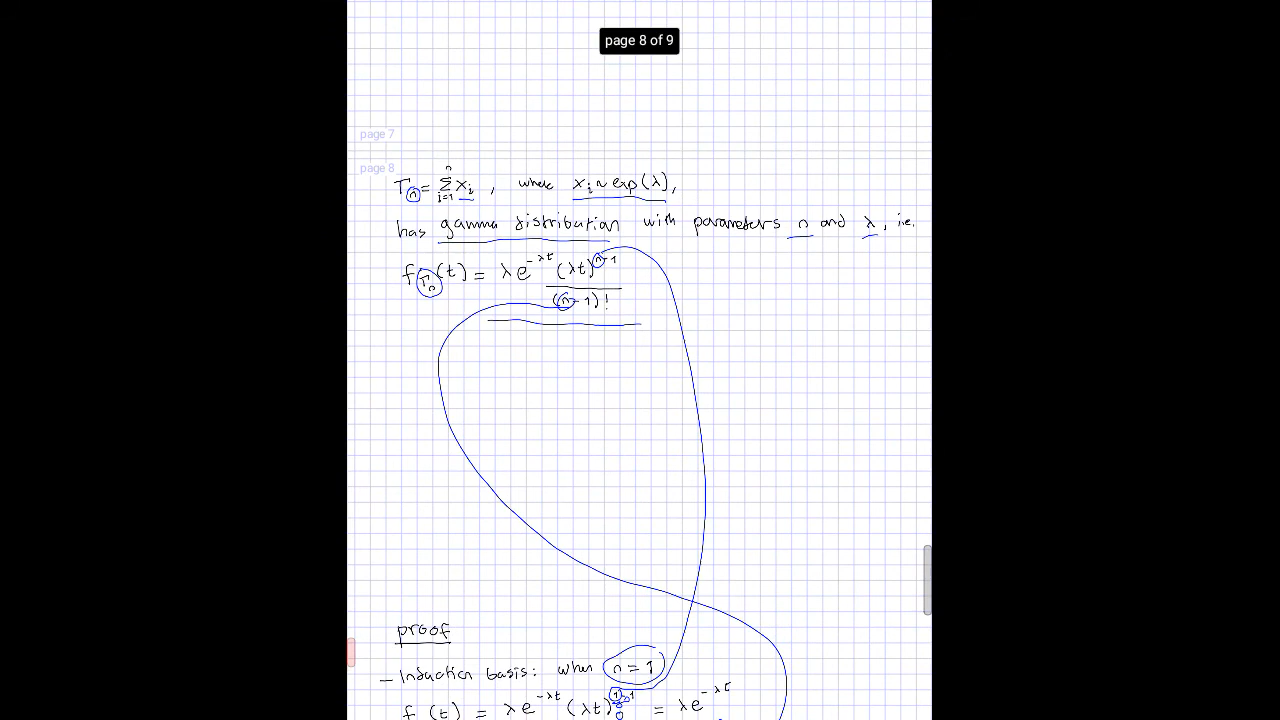 page 8 of 9
page 7
page 8
Tₙ = Σⁿᵢ₌₁ xᵢ , where xᵢ ~ exp(λ),
has gamma distribution with parameters n and λ, i.e.
f_Tₙ(t) = λe^(-λt) (λt)^(n-1)
(n-1)!
proof
- Induction basis: when n = 1
f (t) = λe^(-λt) (λt)^(1-1) = λe^(-λt)
0